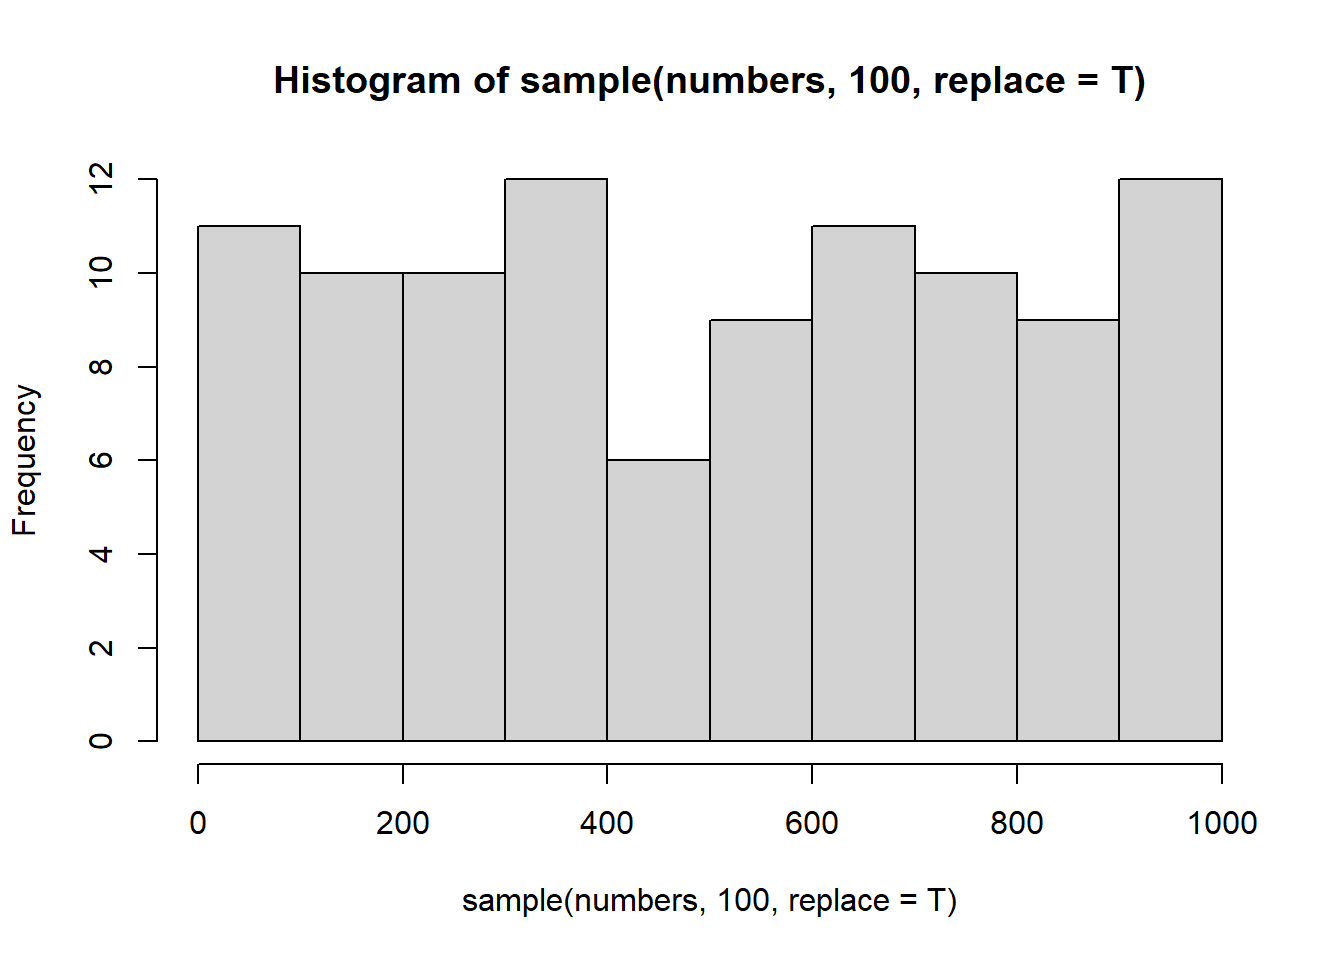 Histogram of sample(numbers, 100, replace = T)
Frequency
12
10
8
6
4
2
0
0 200 400 600 800 1000
sample(numbers, 100, replace = T)